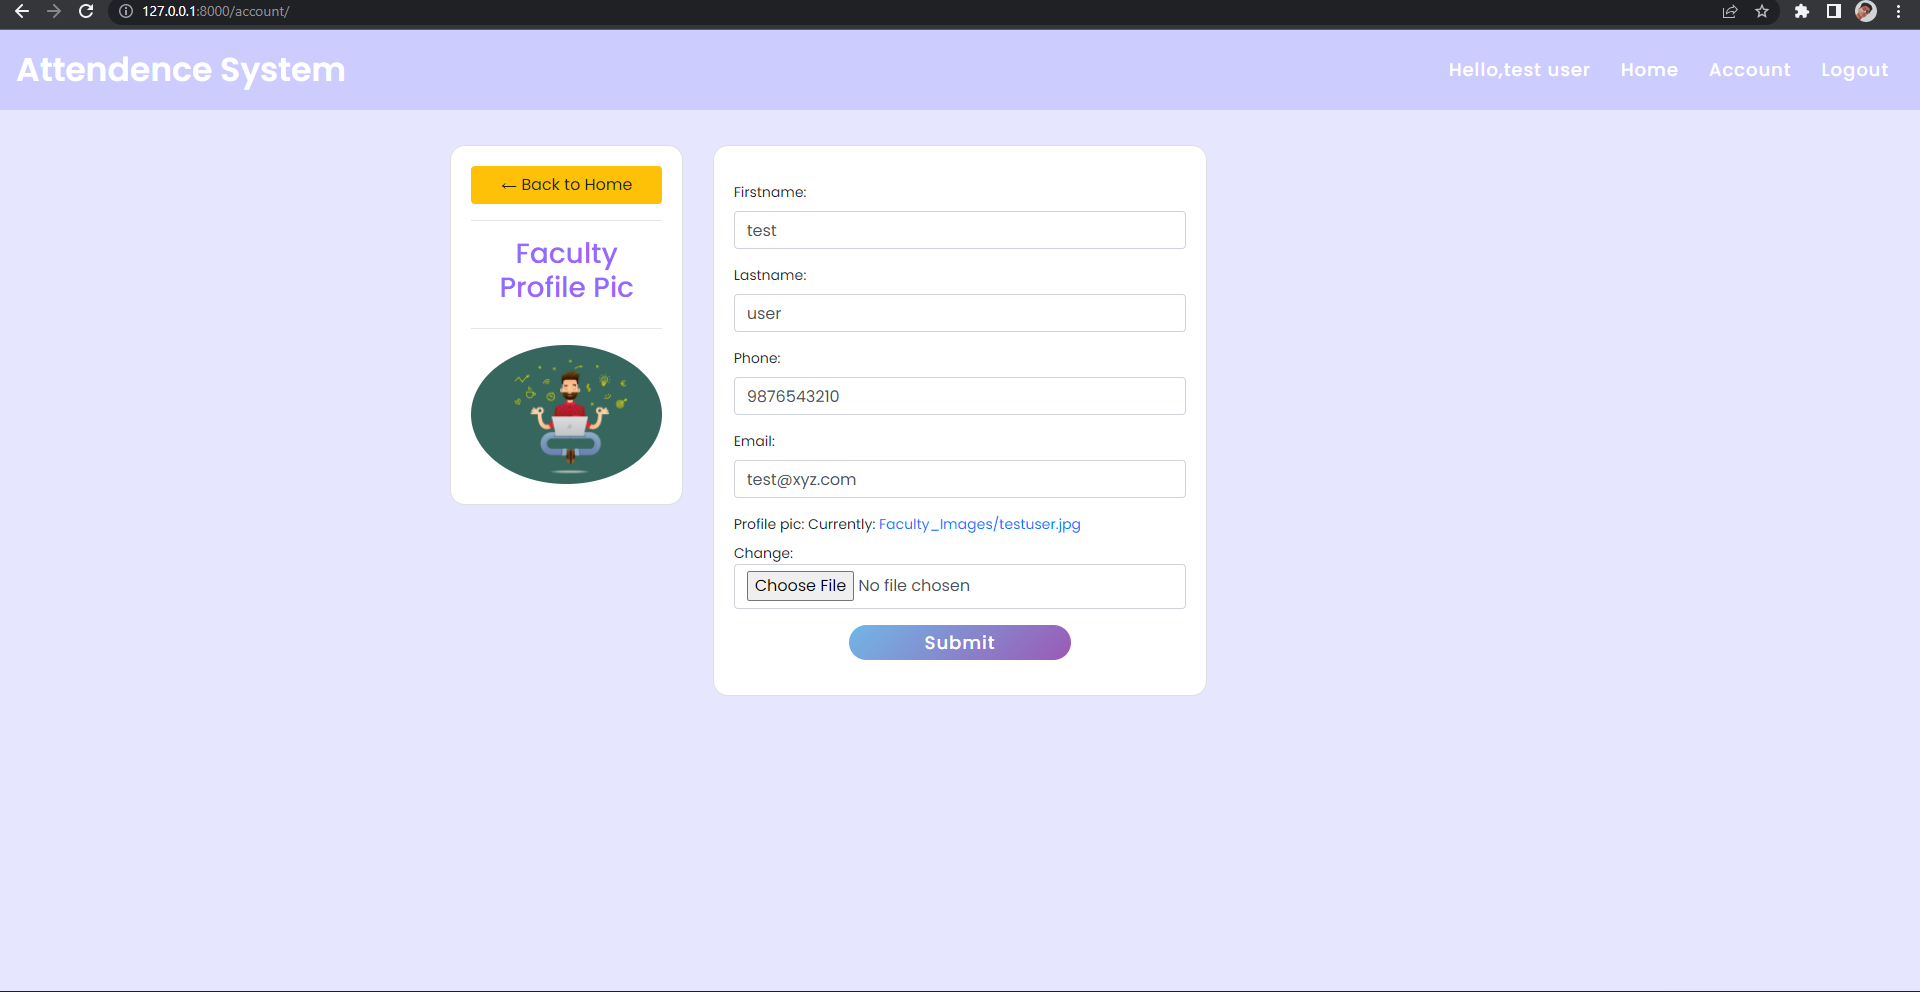 127.0.0.1:8000/account/
Attendence System
Hello,test user Home Account Logout
← Back to Home
Faculty
Profile Pic
Firstname:
test
Lastname:
user
Phone:
9876543210
Email:
test@xyz.com
Profile pic: Currently: Faculty_Images/testuser.jpg
Change:
Choose File No file chosen
Submit